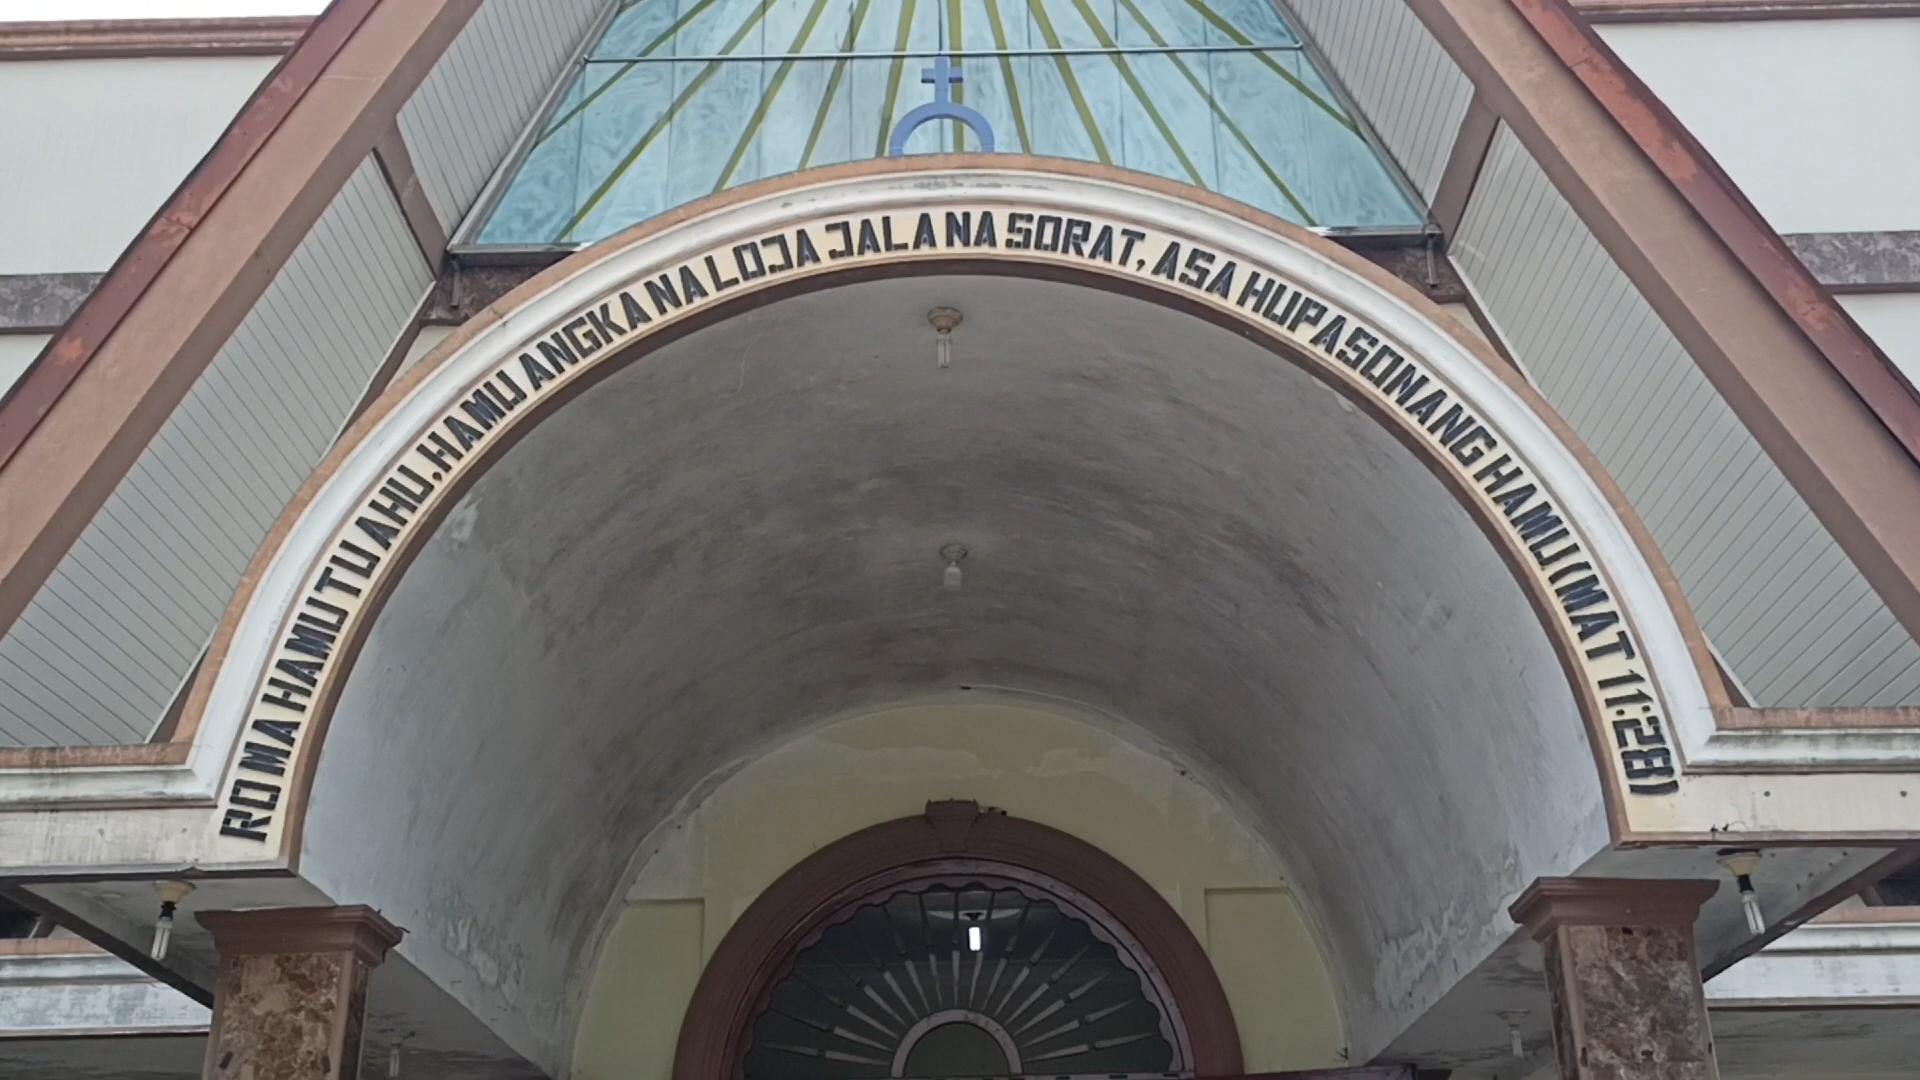 ROMA HAMU TU AHU, HAMU ANGKA NA LOJA JALA NA SORAT, ASA HUPASONANG HAMU (MAT 11:28)